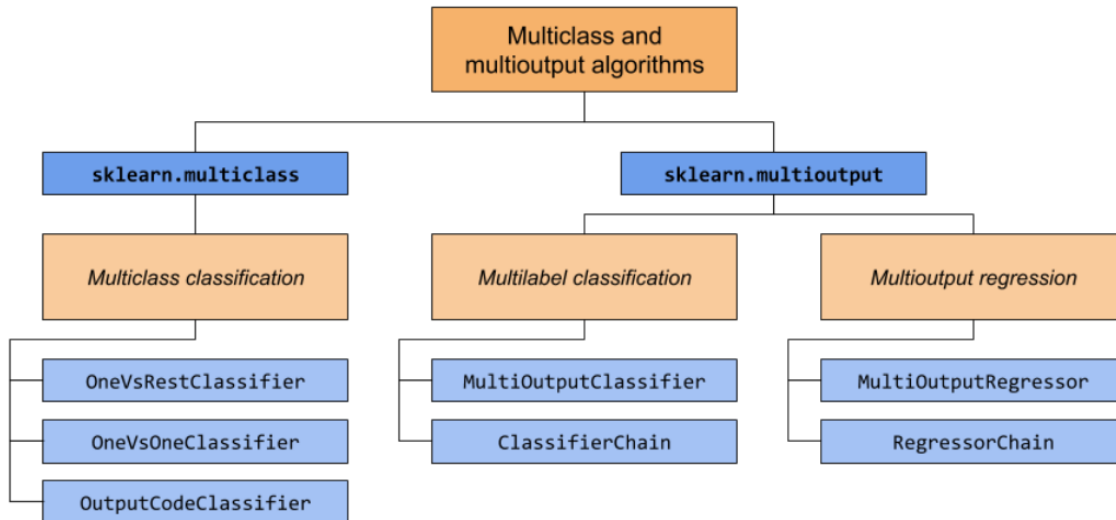 Multiclass and
multioutput algorithms
sklearn.multiclass
sklearn.multioutput
Multiclass classification
Multilabel classification
Multioutput regression
OneVsRestClassifier
MultiOutputClassifier
MultiOutputRegressor
OneVsOneClassifier
ClassifierChain
RegressorChain
OutputCodeClassifier